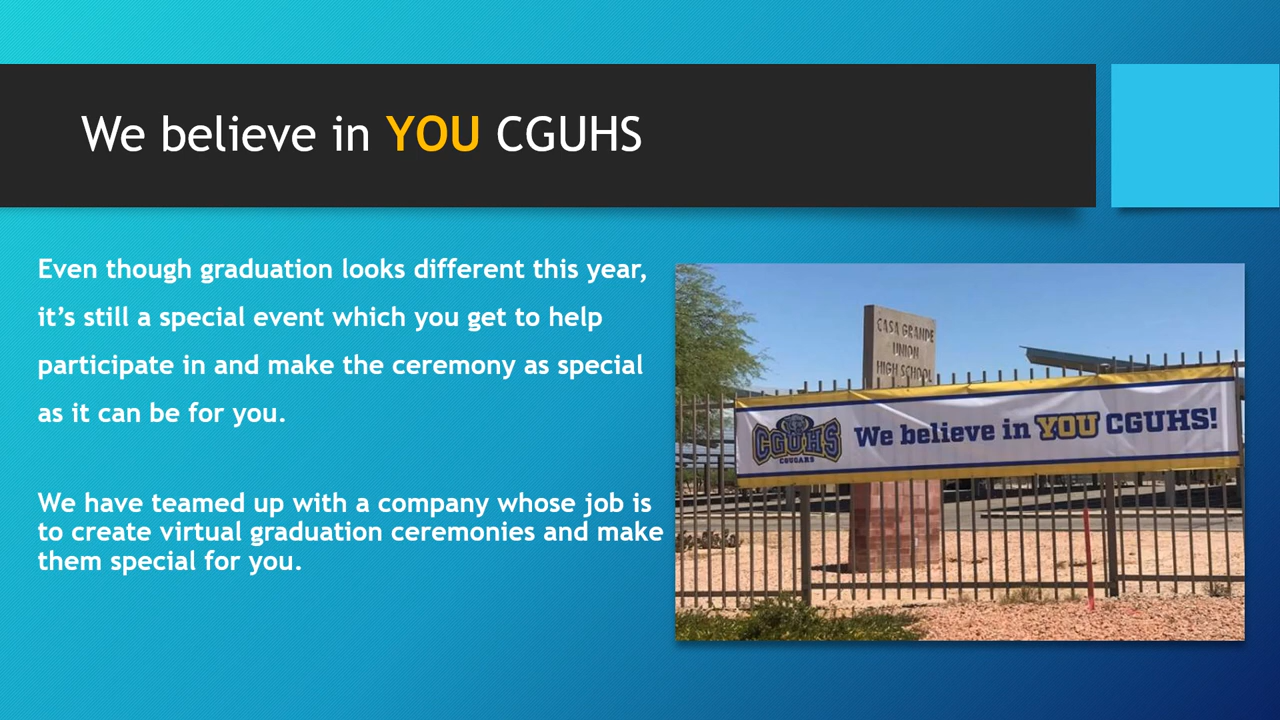 We believe in YOU CGUHS
Even though graduation looks different this year,
it’s still a special event which you get to help
participate in and make the ceremony as special
as it can be for you.
We have teamed up with a company whose job is
to create virtual graduation ceremonies and make
them special for you.
CASA GRANDE
UNION
HIGH SCHOOL
CGUHS
COUGARS
We believe in YOU CGUHS!